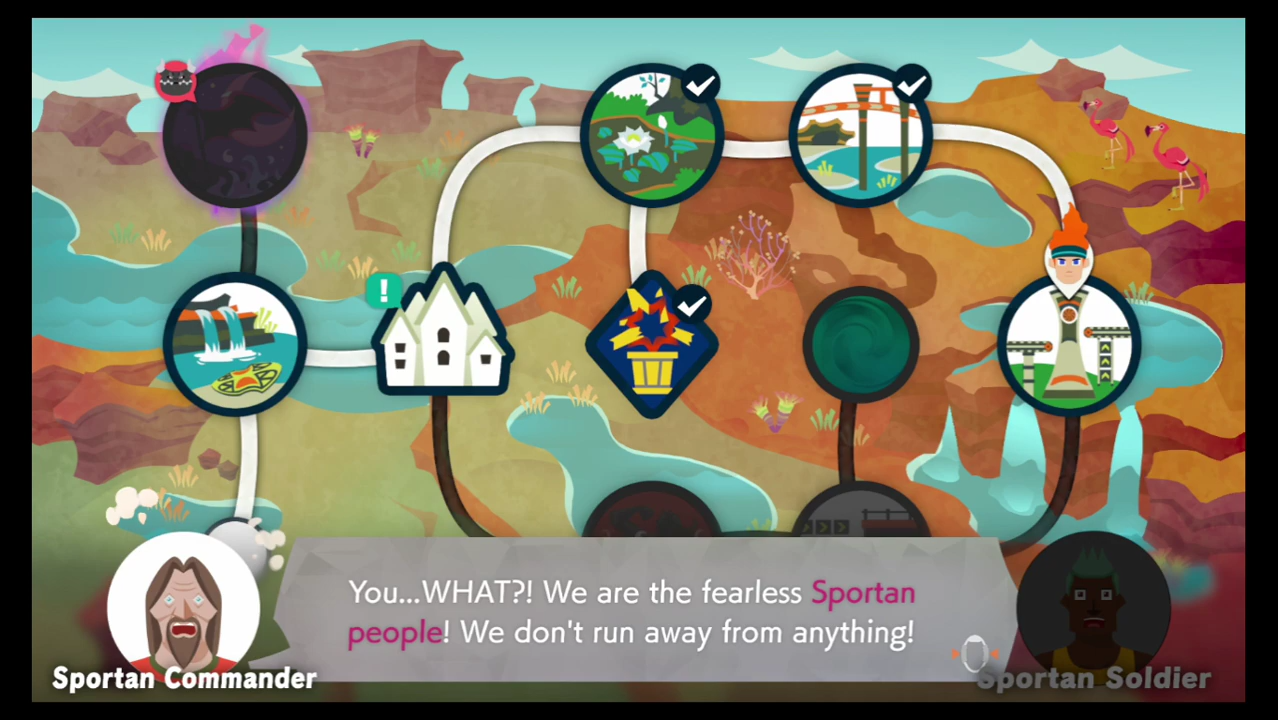 !
You...WHAT?! We are the fearless Sportan
people! We don't run away from anything!
Sportan Commander
Sportan Soldier